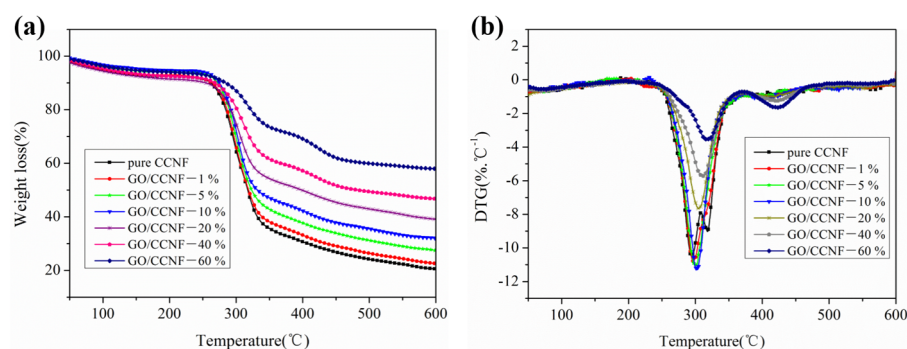 (a)
100
80
60
40
20
100 200 300 400 500 600
Weight loss(%)
Temperature(℃)
pure CCNF
GO/CCNF－1 %
GO/CCNF－5 %
GO/CCNF－10 %
GO/CCNF－20 %
GO/CCNF－40 %
GO/CCNF－60 %
(b)
2
0
-2
-4
-6
-8
-10
-12
100 200 300 400 500 600
DTG(%.℃⁻¹)
Temperature(℃)
pure CCNF
GO/CCNF－1 %
GO/CCNF－5 %
GO/CCNF－10 %
GO/CCNF－20 %
GO/CCNF－40 %
GO/CCNF－60 %